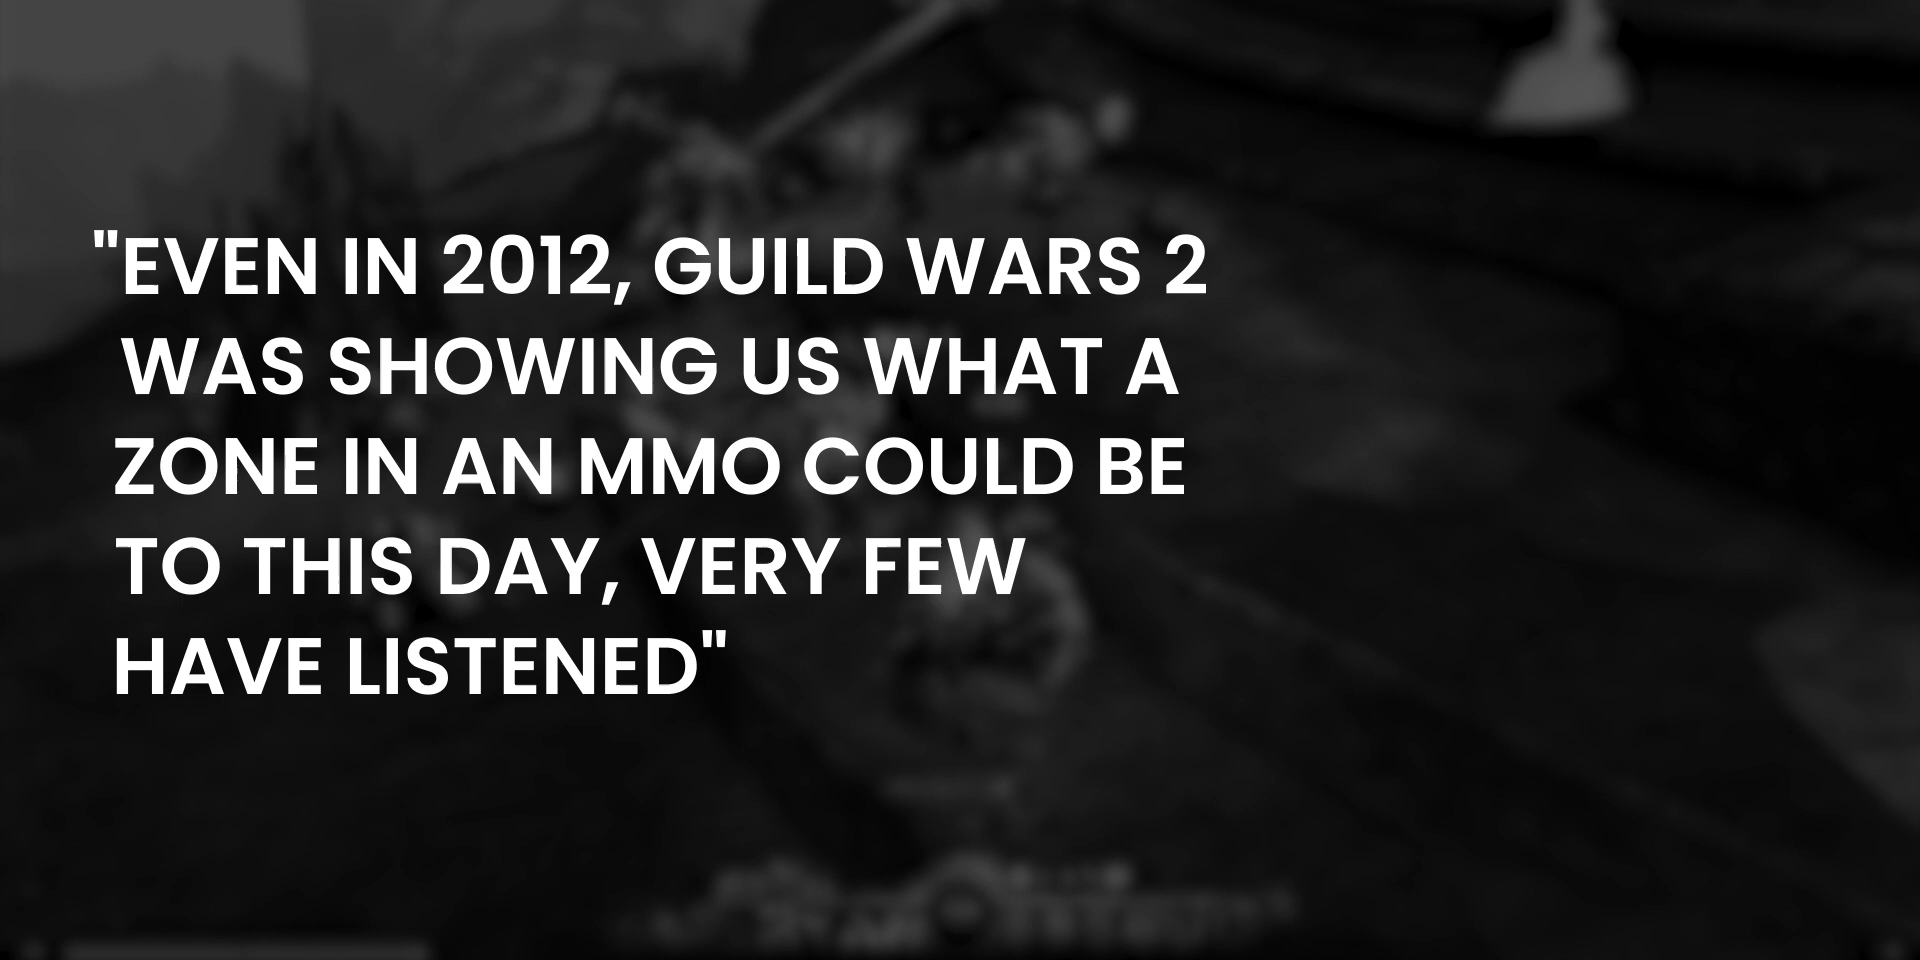 "EVEN IN 2012, GUILD WARS 2
WAS SHOWING US WHAT A
ZONE IN AN MMO COULD BE
TO THIS DAY, VERY FEW
HAVE LISTENED"